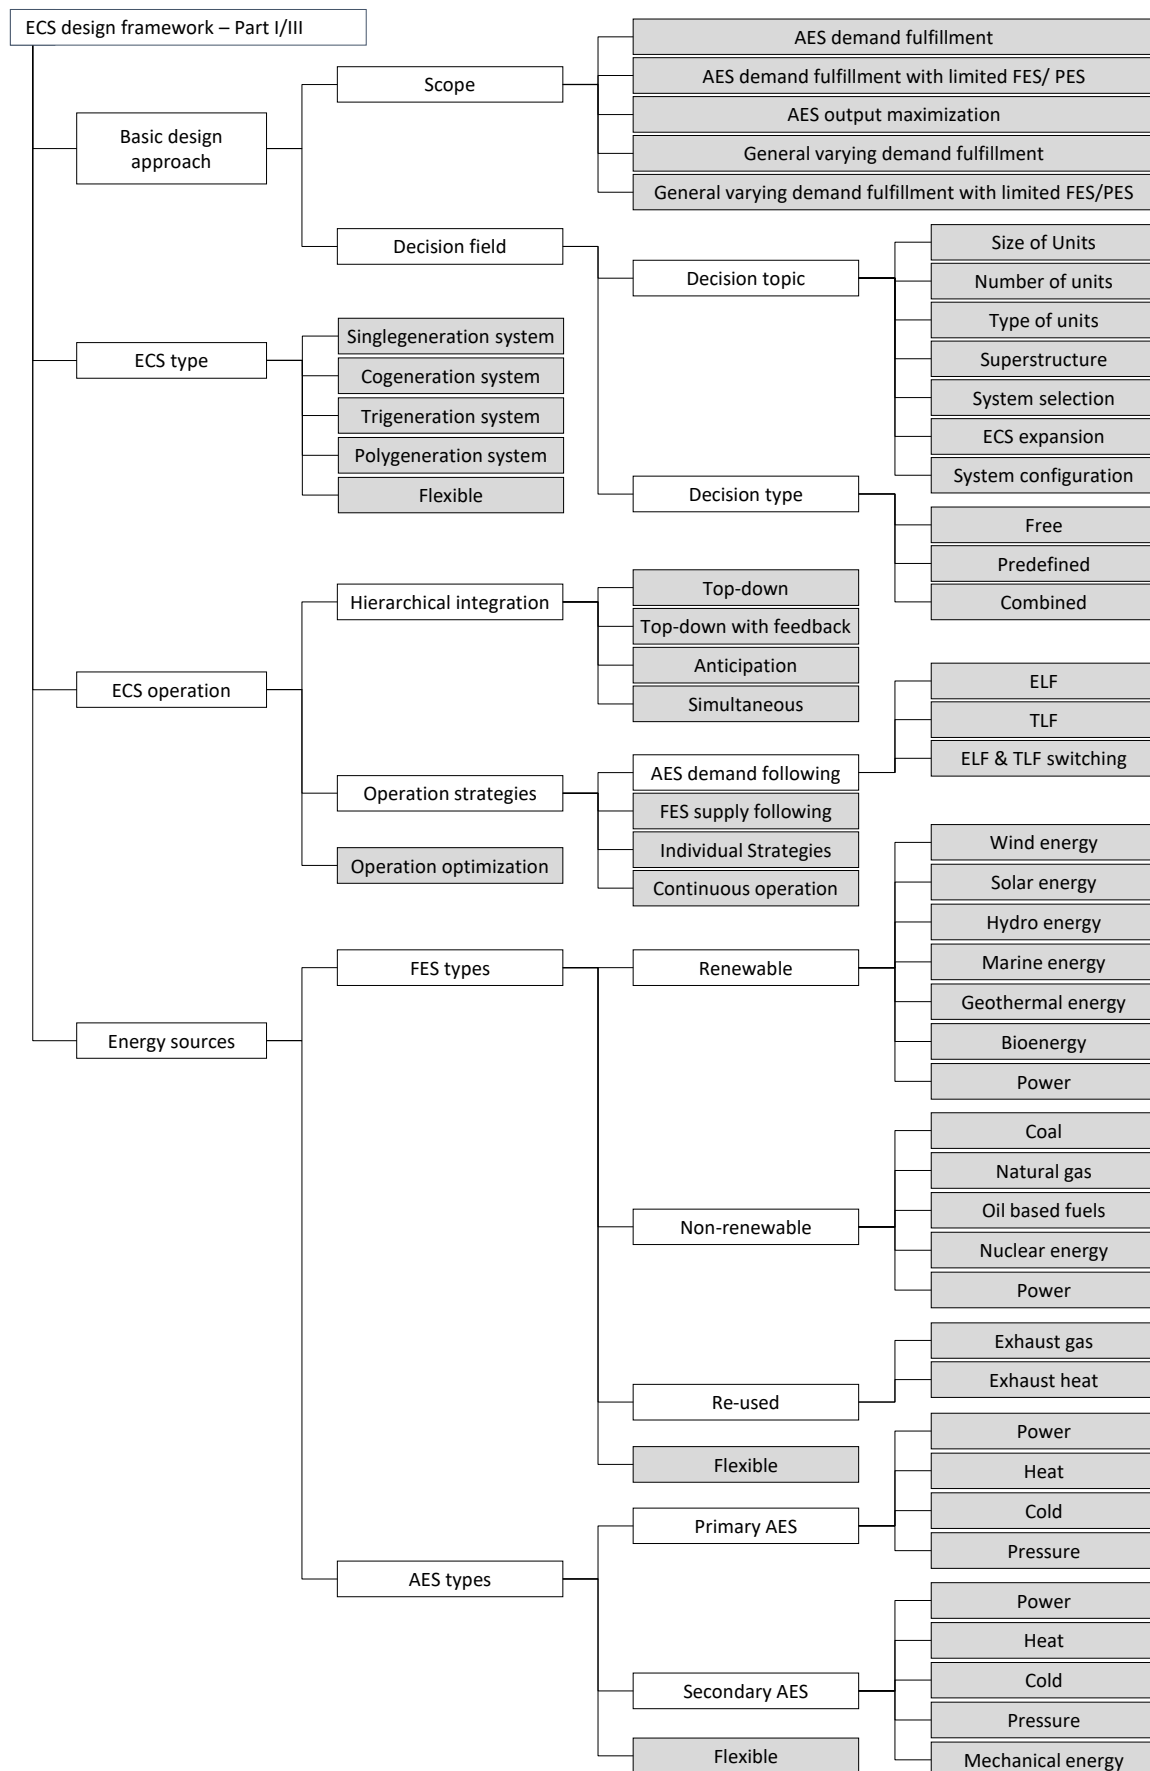 ECS design framework – Part I/III
Basic design
approach
Scope
AES demand fulfillment
AES demand fulfillment with limited FES/ PES
AES output maximization
General varying demand fulfillment
General varying demand fulfillment with limited FES/PES
Decision field
Decision topic
Size of Units
Number of units
Type of units
Superstructure
System selection
ECS expansion
System configuration
Decision type
Free
Predefined
Combined
ECS type
Singlegeneration system
Cogeneration system
Trigeneration system
Polygeneration system
Flexible
ECS operation
Hierarchical integration
Top-down
Top-down with feedback
Anticipation
Simultaneous
Operation strategies
AES demand following
ELF
TLF
ELF & TLF switching
FES supply following
Individual Strategies
Continuous operation
Operation optimization
Energy sources
FES types
Renewable
Wind energy
Solar energy
Hydro energy
Marine energy
Geothermal energy
Bioenergy
Power
Non-renewable
Coal
Natural gas
Oil based fuels
Nuclear energy
Power
Re-used
Exhaust gas
Exhaust heat
Flexible
AES types
Primary AES
Power
Heat
Cold
Pressure
Secondary AES
Power
Heat
Cold
Pressure
Mechanical energy
Flexible